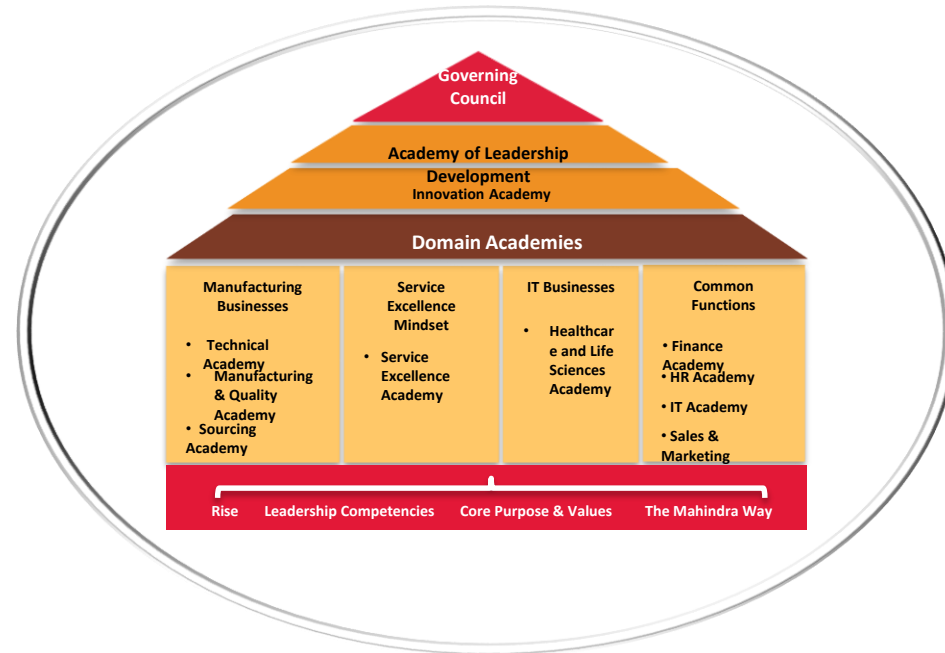 Governing
Council
Academy of Leadership
Development
Innovation Academy
Domain Academies
Manufacturing
Businesses
• Technical
Academy
• Manufacturing
& Quality
Academy
• Sourcing
Academy
Service
Excellence
Mindset
• Service
Excellence
Academy
IT Businesses
• Healthcar
e and Life
Sciences
Academy
Common
Functions
• Finance
Academy
• HR Academy
• IT Academy
• Sales &
Marketing
Rise Leadership Competencies Core Purpose & Values The Mahindra Way